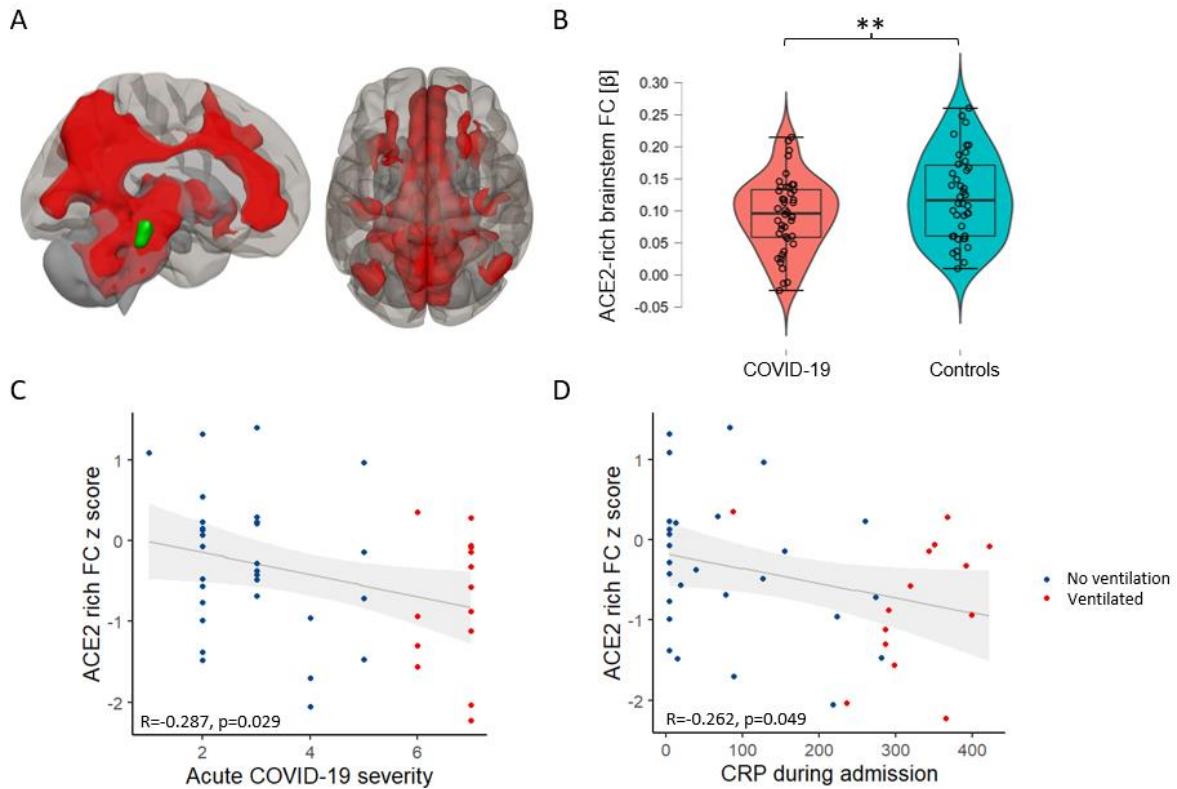 A
B
**
ACE2-rich brainstem FC [β]
0.30
0.25
0.20
0.15
0.10
0.05
0.00
-0.05
COVID-19
Controls
C
ACE2 rich FC z score
1
0
-1
-2
R=-0.287, p=0.029
2
4
6
Acute COVID-19 severity
D
ACE2 rich FC z score
1
0
-1
-2
R=-0.262, p=0.049
0
100
200
300
400
CRP during admission
No ventilation
Ventilated